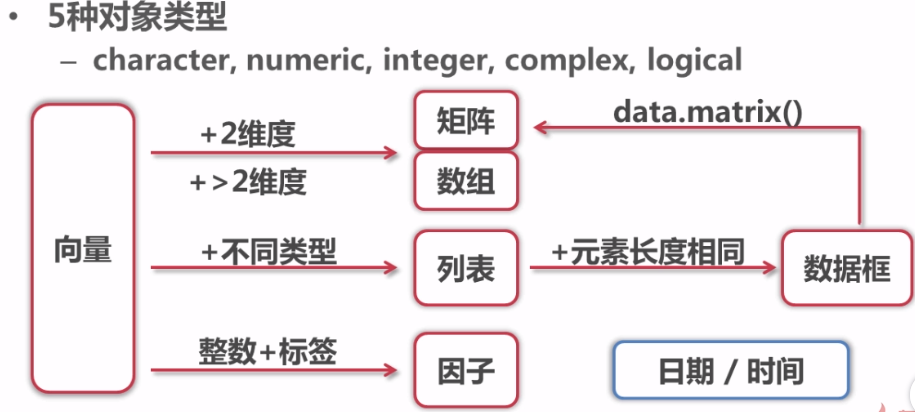 • 5种对象类型
– character, numeric, integer, complex, logical
向量
+2维度
+>2维度
矩阵
数组
data.matrix()
+不同类型
列表
+元素长度相同
数据框
整数+标签
因子
日期 / 时间